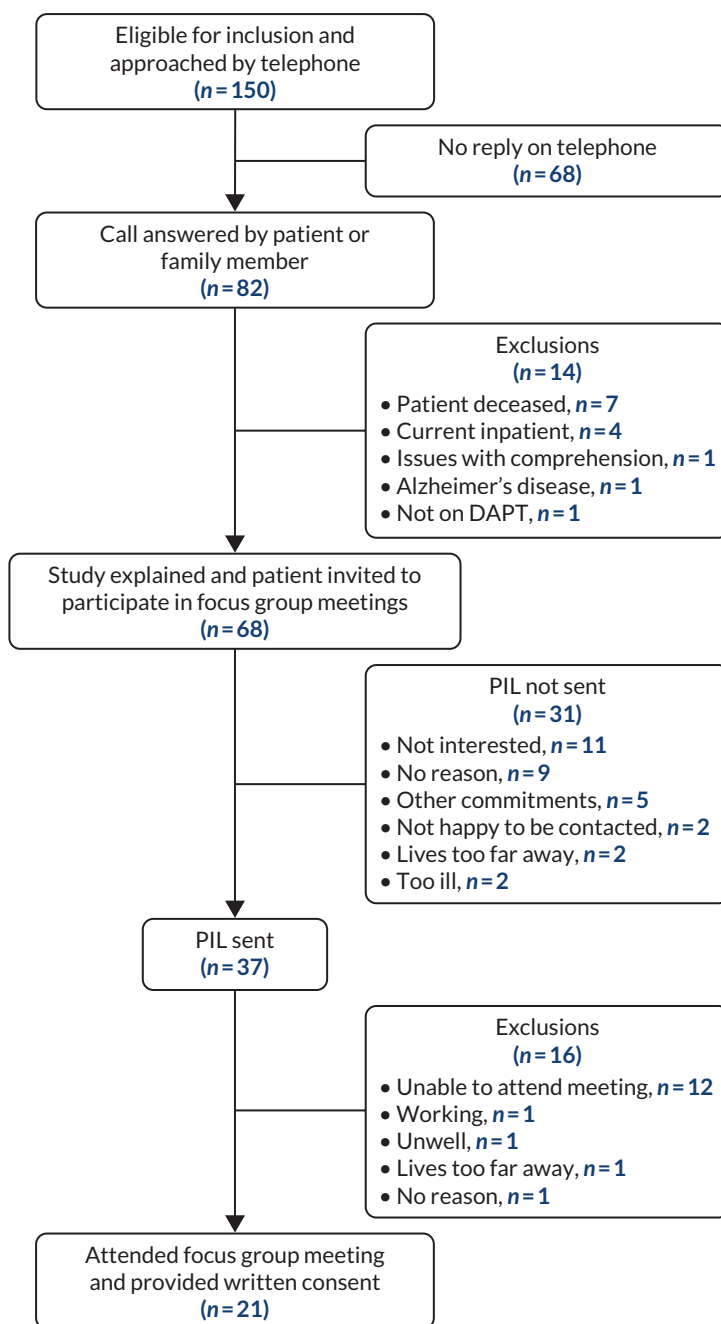 Eligible for inclusion and
approached by telephone
(n = 150)
No reply on telephone
(n = 68)
Call answered by patient or
family member
(n = 82)
Exclusions
(n = 14)
• Patient deceased, n = 7
• Current inpatient, n = 4
• Issues with comprehension, n = 1
• Alzheimer's disease, n = 1
• Not on DAPT, n = 1
Study explained and patient invited to
participate in focus group meetings
(n = 68)
PIL not sent
(n = 31)
• Not interested, n = 11
• No reason, n = 9
• Other commitments, n = 5
• Not happy to be contacted, n = 2
• Lives too far away, n = 2
• Too ill, n = 2
PIL sent
(n = 37)
Exclusions
(n = 16)
• Unable to attend meeting, n = 12
• Working, n = 1
• Unwell, n = 1
• Lives too far away, n = 1
• No reason, n = 1
Attended focus group meeting
and provided written consent
(n = 21)